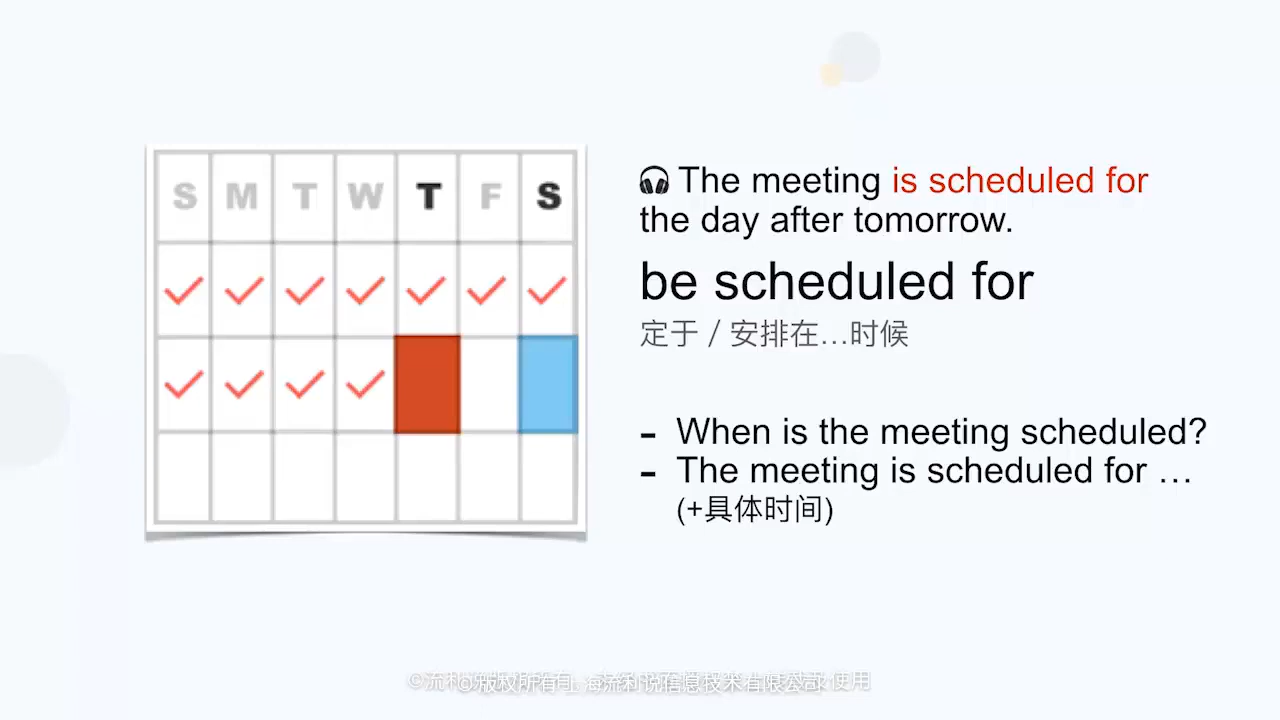 S M T W T F S
The meeting is scheduled for
the day after tomorrow.
be scheduled for
定于 / 安排在…时候
- When is the meeting scheduled?
- The meeting is scheduled for …
(+具体时间)